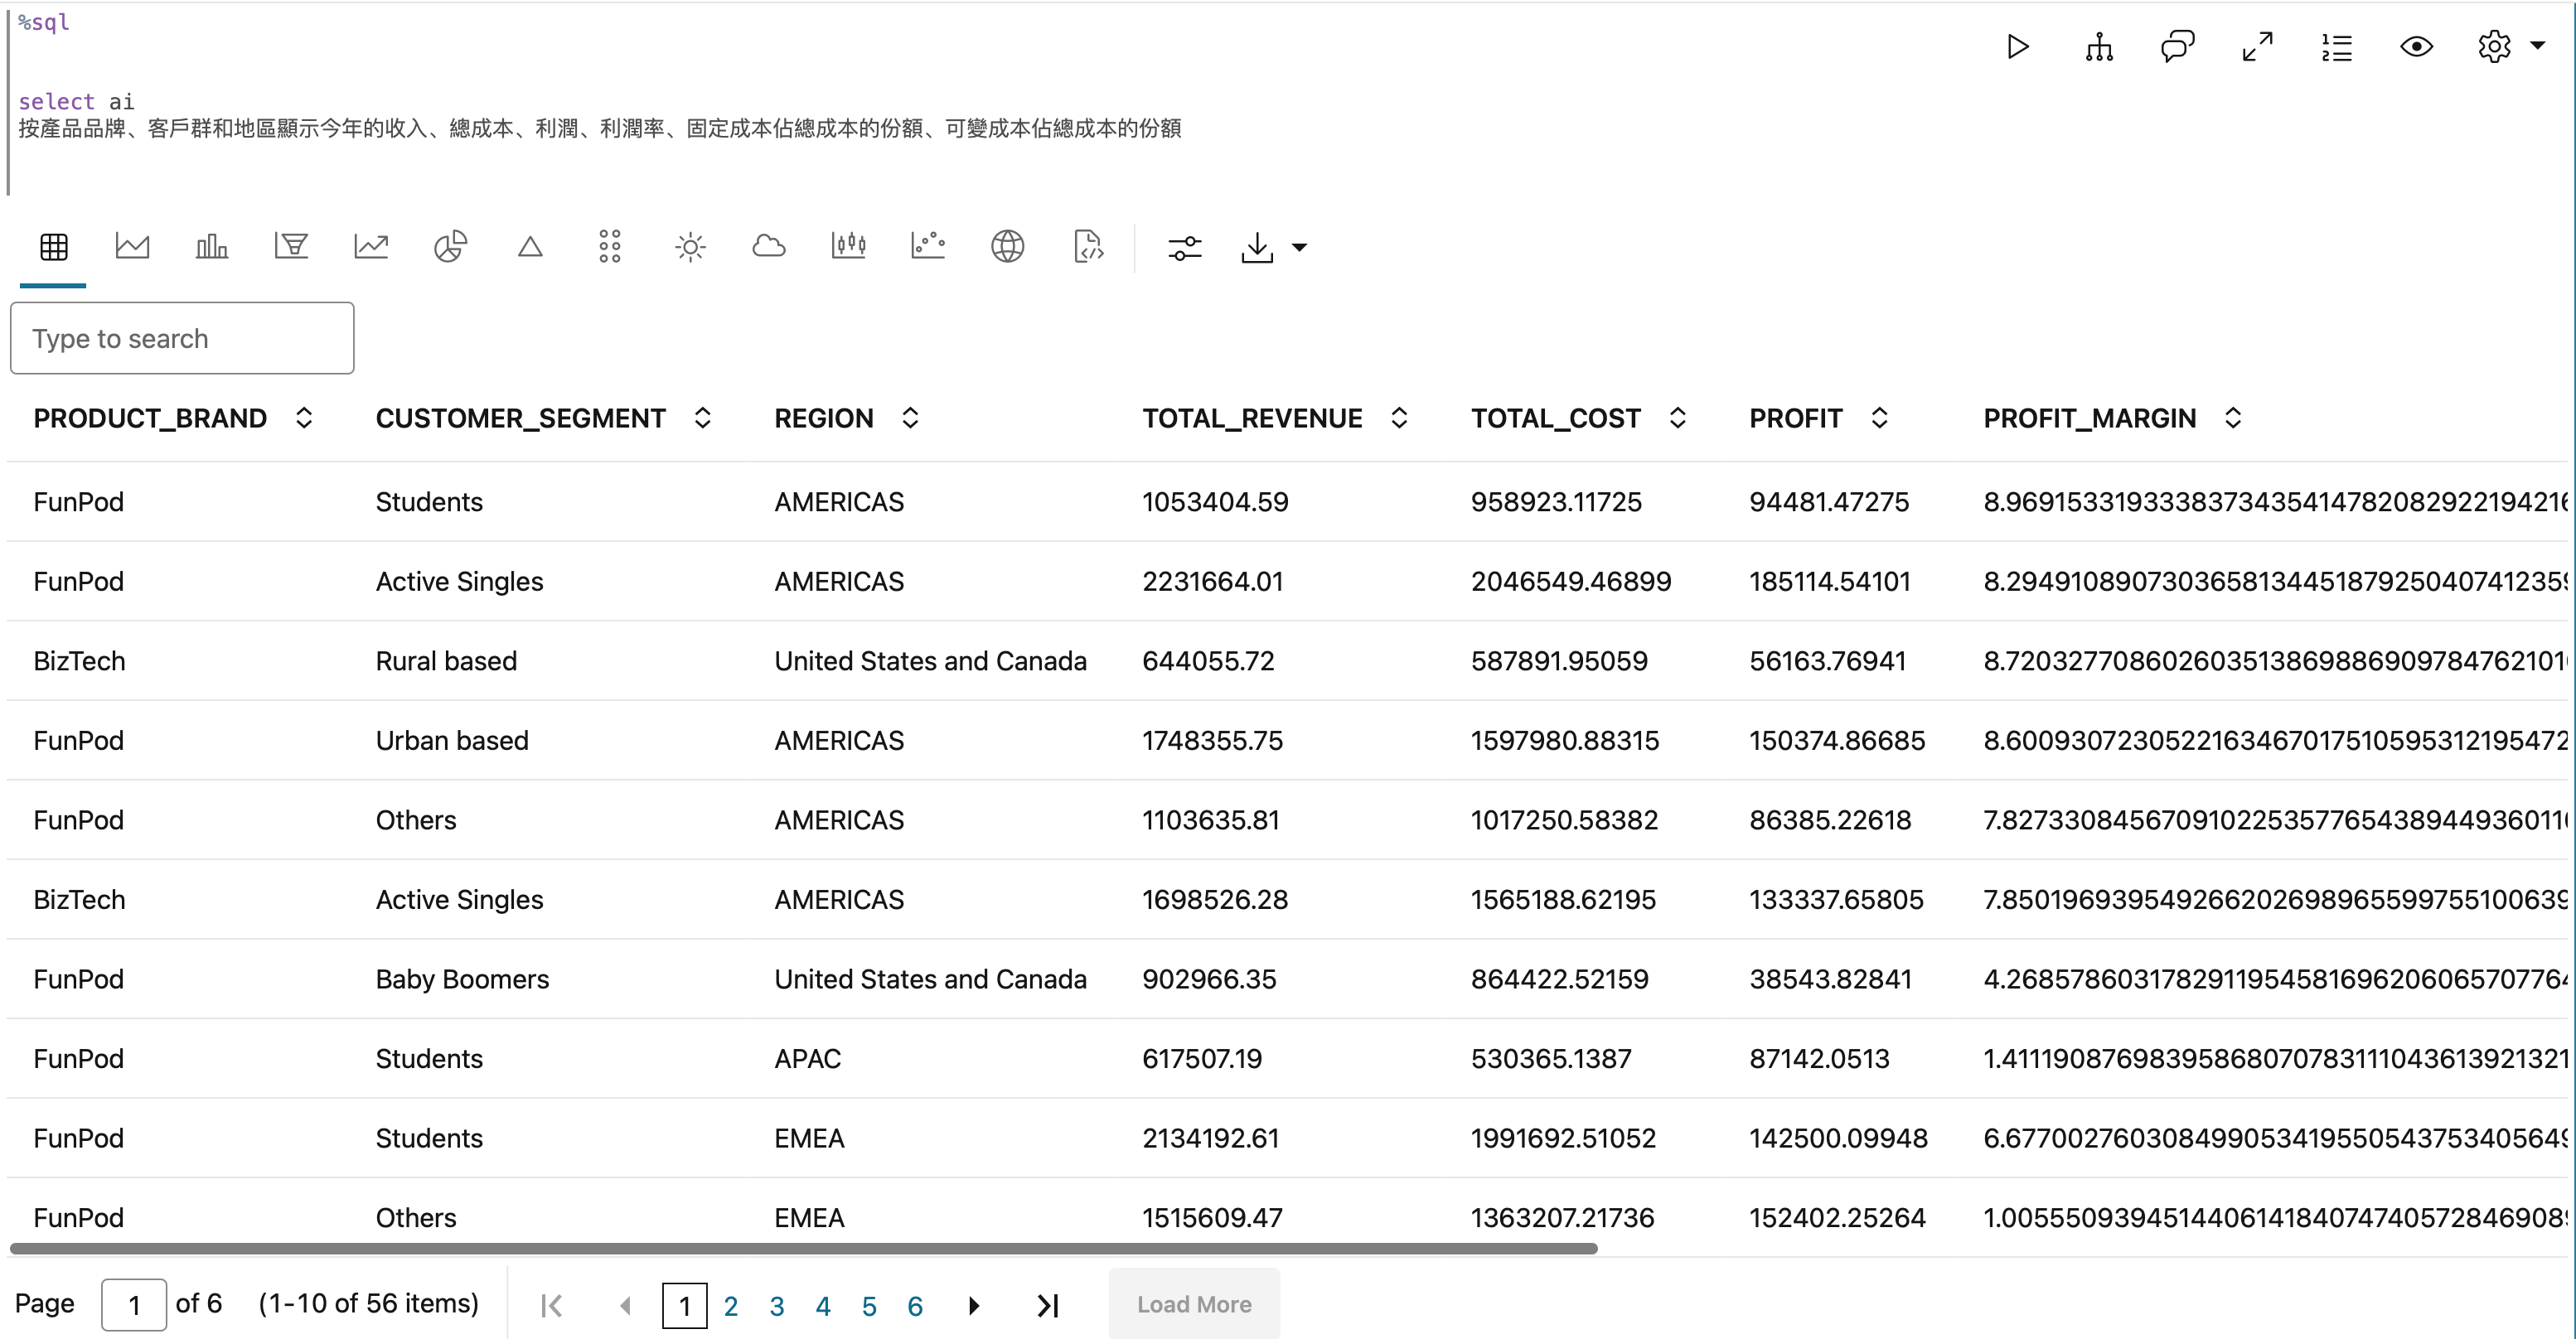 %sql
select ai
按產品品牌、客戶群和地區顯示今年的收入、總成本、利潤、利潤率、固定成本佔總成本的份額、可變成本佔總成本的份額
Type to search
PRODUCT_BRAND CUSTOMER_SEGMENT REGION TOTAL_REVENUE TOTAL_COST PROFIT PROFIT_MARGIN
FunPod Students AMERICAS 1053404.59 958923.11725 94481.47275 8.9691533193338373435414782082922194216
FunPod Active Singles AMERICAS 2231664.01 2046549.46899 185114.54101 8.2949108907303658134451879250407412359
BizTech Rural based United States and Canada 644055.72 587891.95059 56163.76941 8.720327708602603513869886909784762101
FunPod Urban based AMERICAS 1748355.75 1597980.88315 150374.86685 8.6009307230522163467017510595312195472
FunPod Others AMERICAS 1103635.81 1017250.58382 86385.22618 7.827330845670910225357765438944936011
BizTech Active Singles AMERICAS 1698526.28 1565188.62195 133337.65805 7.850196939549266202698965599755100639
FunPod Baby Boomers United States and Canada 902966.35 864422.52159 38543.82841 4.268578603178291195458169620606570776
FunPod Students APAC 617507.19 530365.1387 87142.0513 1.41119087698395868070783111043613921321
FunPod Students EMEA 2134192.61 1991692.51052 142500.09948 6.677002760308499053419550543753405649
FunPod Others EMEA 1515609.47 1363207.21736 152402.25264 1.005550939451440614184074740572846908
Page 1 of 6 (1-10 of 56 items) 1 2 3 4 5 6 Load More